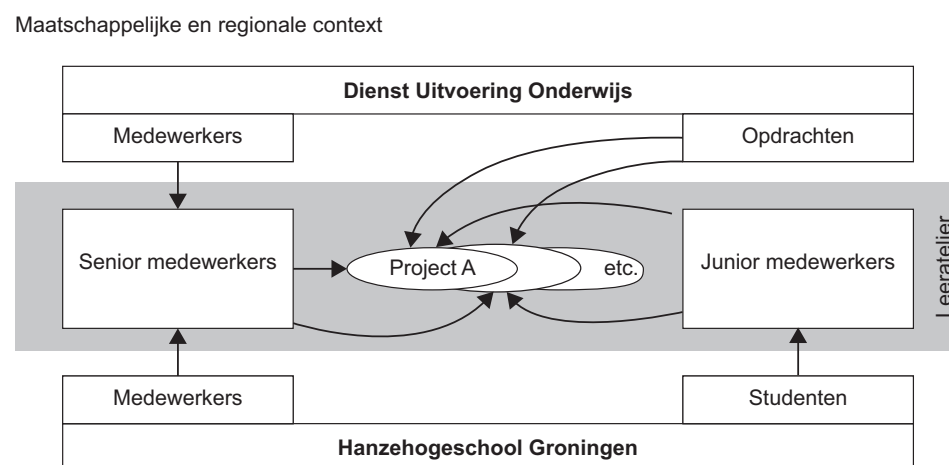 Maatschappelijke en regionale context
Dienst Uitvoering Onderwijs
Medewerkers
Opdrachten
Senior medewerkers
Project A
etc.
Junior medewerkers
Leeratelier
Medewerkers
Studenten
Hanzehogeschool Groningen